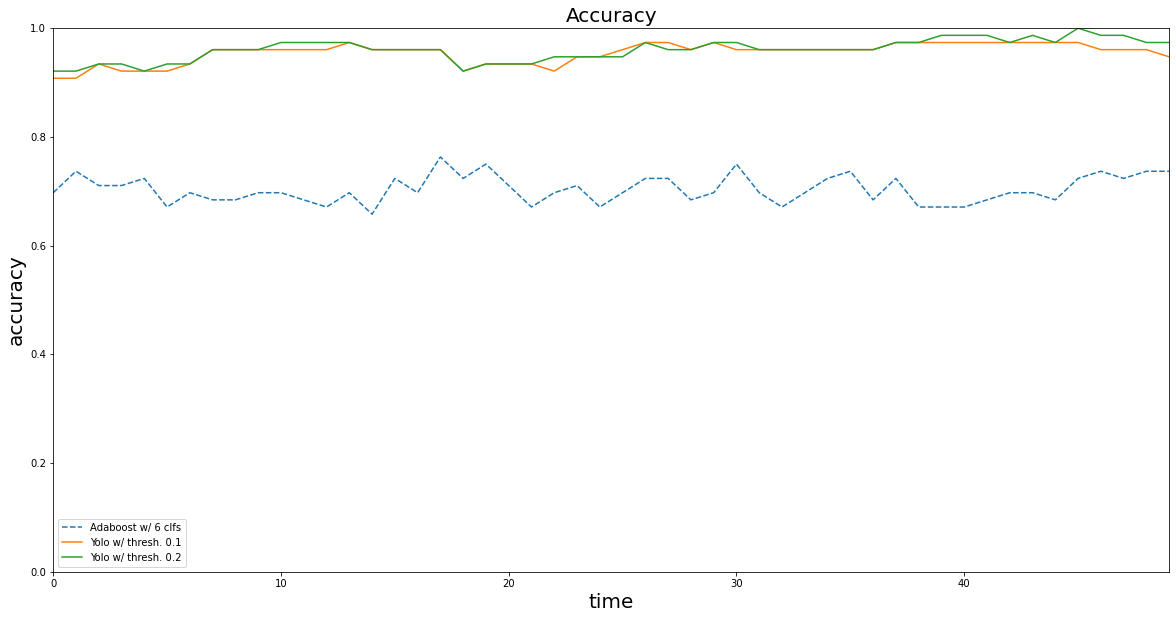 Accuracy
1.0
0.8
0.6
0.4
0.2
0.0
accuracy
Adaboost w/ 6 clfs
Yolo w/ thresh. 0.1
Yolo w/ thresh. 0.2
0 10 20 30 40
time